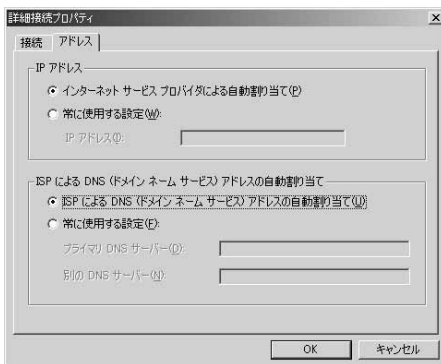 詳細接続プロパティ
接続 アドレス
IP アドレス
インターネット サービス プロバイダによる自動割り当て(P)
常に使用する設定(W):
IP アドレス(I):
ISP による DNS (ドメイン ネーム サービス) アドレスの自動割り当て
ISP による DNS (ドメイン ネーム サービス) アドレスの自動割り当て(U)
常に使用する設定(F):
プライマリ DNS サーバー(D):
別の DNS サーバー(N):
OK キャンセル